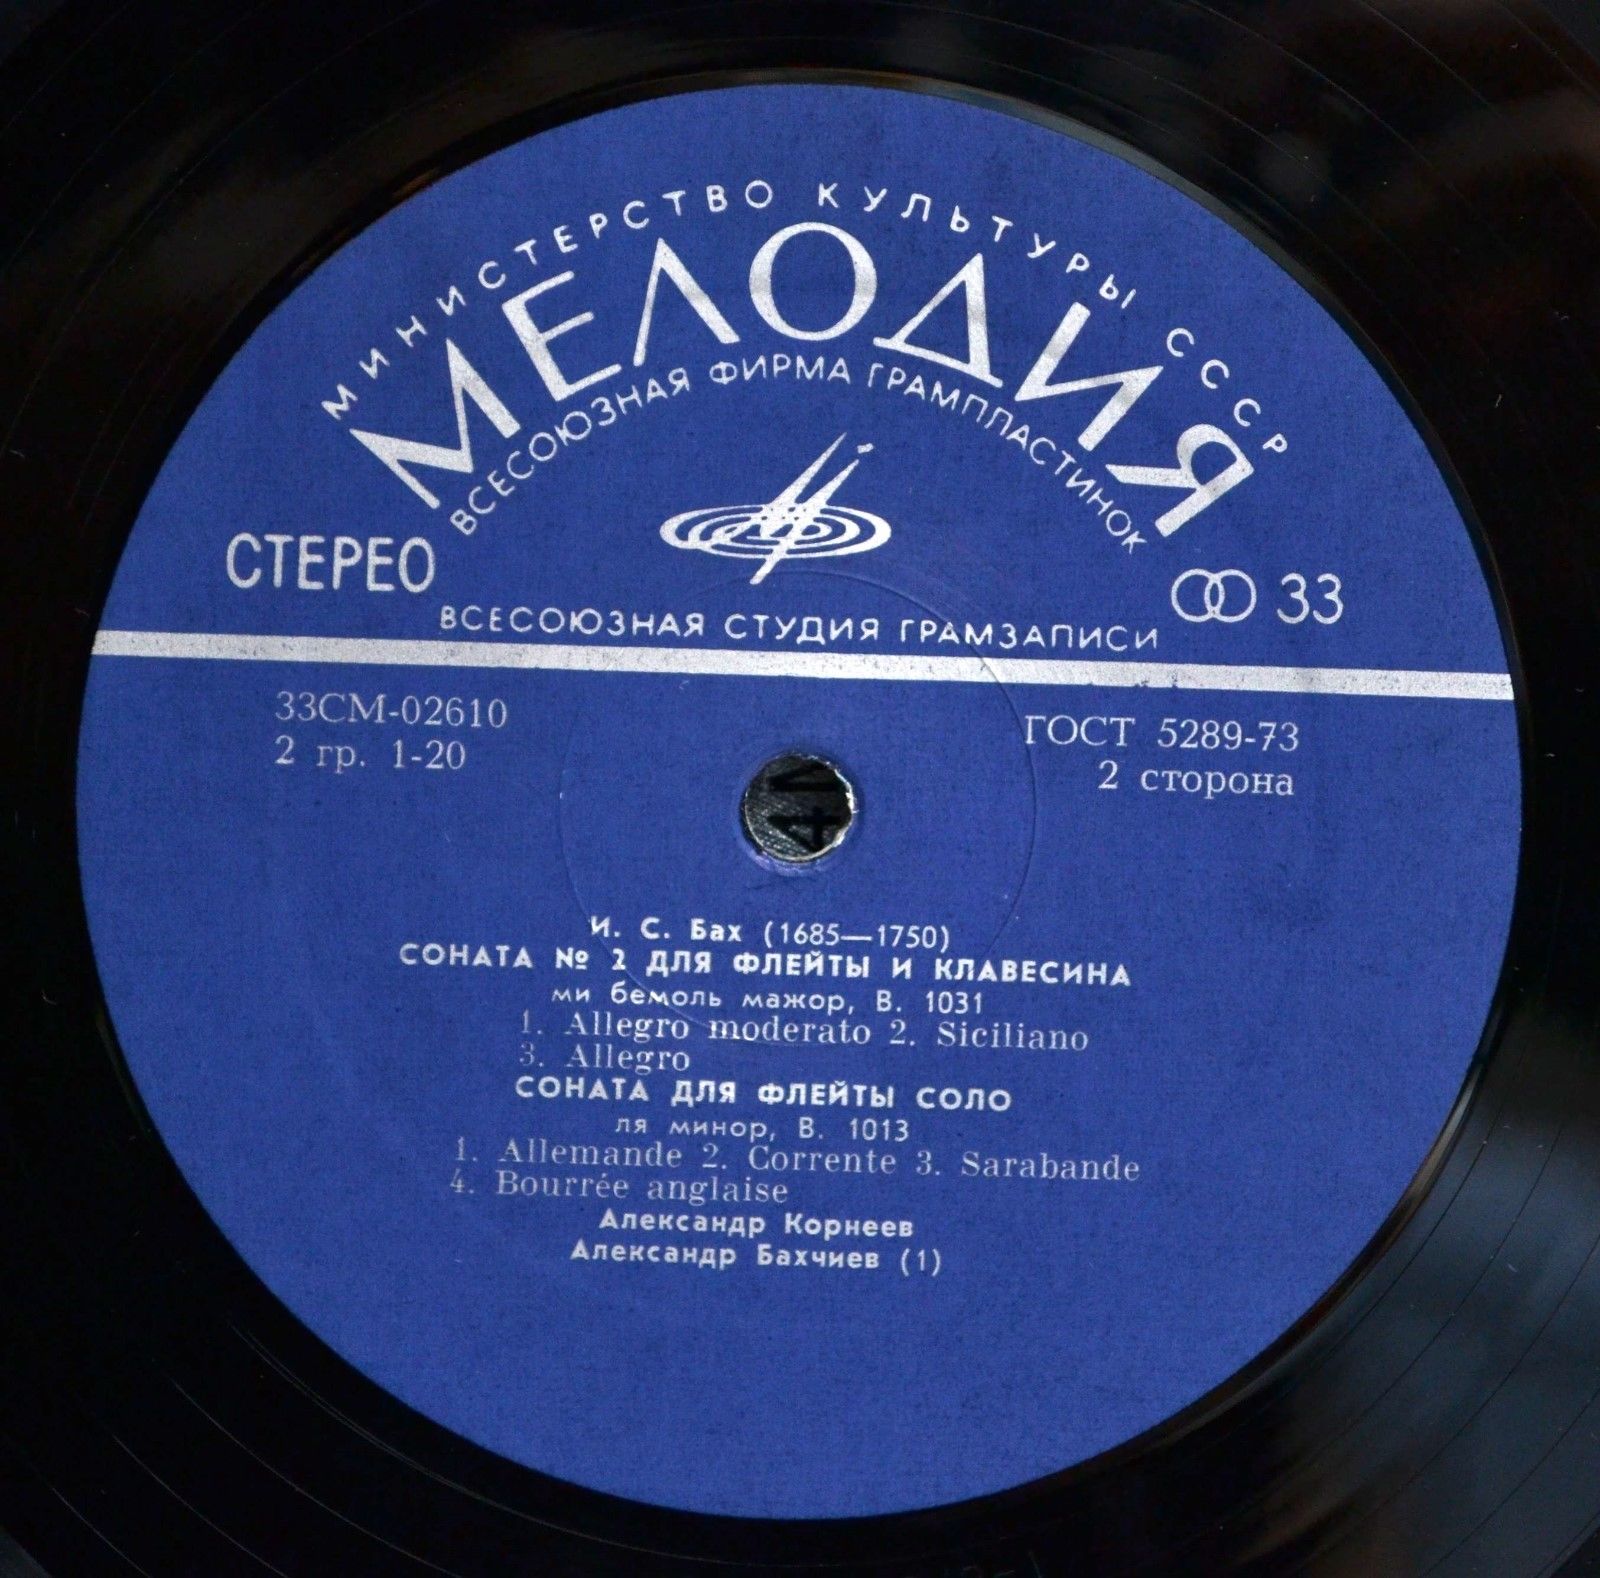 МИНИСТЕРСТВО КУЛЬТУРЫ СССР
МЕЛОДИЯ
ВСЕСОЮЗНАЯ ФИРМА ГРАМПЛАСТИНОК
СТЕРЕО
33
ВСЕСОЮЗНАЯ СТУДИЯ ГРАМЗАПИСИ
33СМ-02610
ГОСТ 5289-73
2 гр. 1-20
2 сторона
И. С. Бах (1685—1750)
СОНАТА № 2 ДЛЯ ФЛЕЙТЫ И КЛАВЕСИНА
ми бемоль мажор, В. 1031
1. Allegro moderato 2. Siciliano
3. Allegro
СОНАТА ДЛЯ ФЛЕЙТЫ СОЛО
ля минор, В. 1013
1. Allemande 2. Corrente 3. Sarabande
4. Bourrée anglaise
Александр Корнеев
Александр Бахчиев (1)